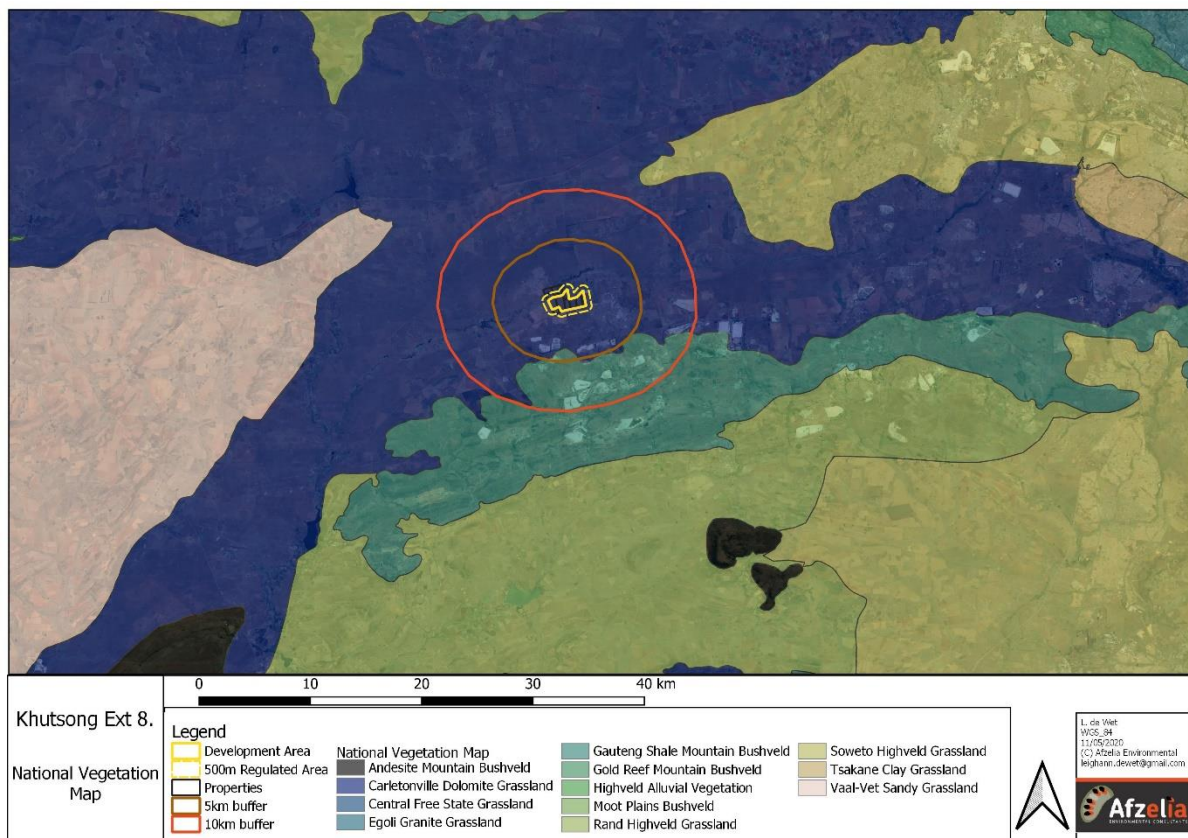 Khutsong Ext 8.
National Vegetation
Map
0 10 20 30 40 km
Legend
Development Area
500m Regulated Area
Properties
5km buffer
10km buffer
National Vegetation Map
Andesite Mountain Bushveld
Carletonville Dolomite Grassland
Central Free State Grassland
Egoli Granite Grassland
Gauteng Shale Mountain Bushveld
Gold Reef Mountain Bushveld
Highveld Alluvial Vegetation
Moot Plains Bushveld
Rand Highveld Grassland
Soweto Highveld Grassland
Tsakane Clay Grassland
Vaal-Vet Sandy Grassland
L. de Wet
WGS_84
11/05/2020
(C) Afzelia Environmental
leighann.dewet@gmail.com
Afzelia
ENVIRONMENTAL CONSULTANTS